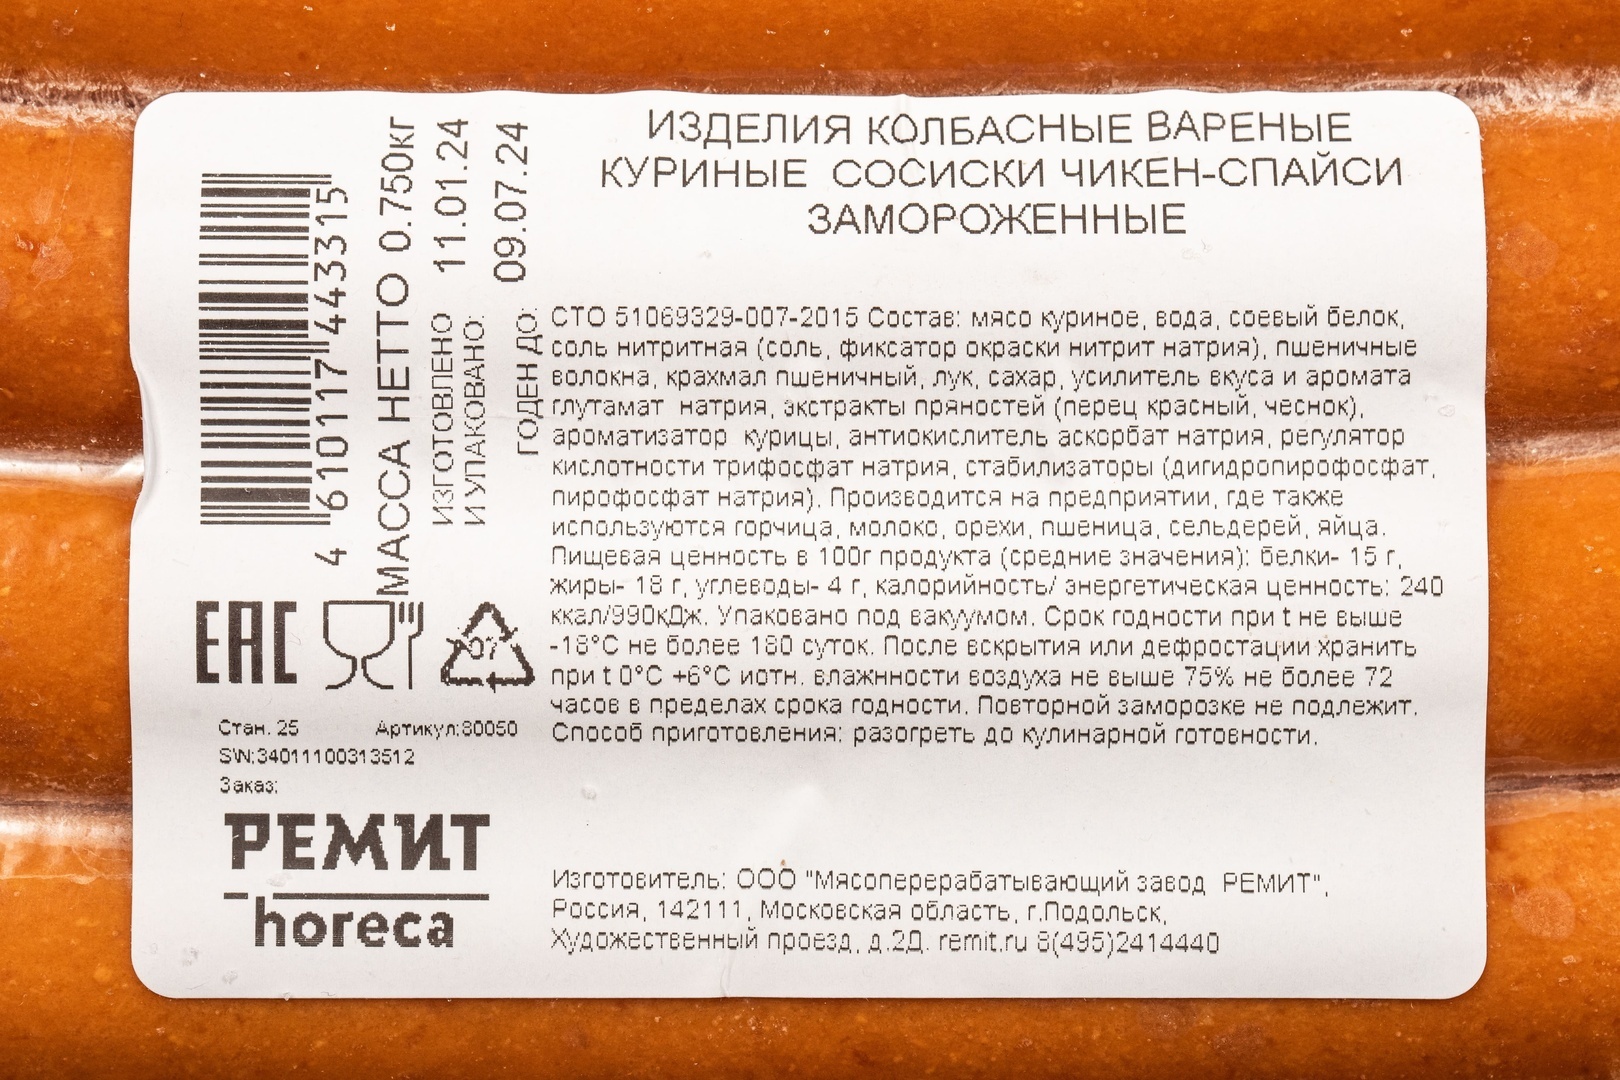 ИЗДЕЛИЯ КОЛБАСНЫЕ ВАРЕНЫЕ
КУРИНЫЕ СОСИСКИ ЧИКЕН-СПАЙСИ
ЗАМОРОЖЕННЫЕ
4 610117 443315
МАССА НЕТТО 0.750кг
ИЗГОТОВЛЕНО 11.01.24
И УПАКОВАНО:
ГОДЕН ДО: 09.07.24
СТО 51069329-007-2015 Состав: мясо куриное, вода, соевый белок,
соль нитритная (соль, фиксатор окраски нитрит натрия), пшеничные
волокна, крахмал пшеничный, лук, сахар, усилитель вкуса и аромата
глутамат натрия, экстракты пряностей (перец красный, чеснок),
ароматизатор курицы, антиокислитель аскорбат натрия, регулятор
кислотности трифосфат натрия, стабилизаторы (дигидропирофосфат,
пирофосфат натрия). Производится на предприятии, где также
используются горчица, молоко, орехи, пшеница, сельдерей, яйца.
Пищевая ценность в 100г продукта (средние значения): белки- 15 г,
жиры- 18 г, углеводы- 4 г, калорийность/ энергетическая ценность: 240
ккал/990кДж. Упаковано под вакуумом. Срок годности при t не выше
-18°С не более 180 суток. После вскрытия или дефростации хранить
при t 0°С +6°С иотн. влажнности воздуха не выше 75% не более 72
часов в пределах срока годности. Повторной заморозке не подлежит.
Способ приготовления: разогреть до кулинарной готовности.
EAC
07
Стан. 25 Артикул:80050
SW:34011100313512
Заказ:
РЕМИТ
horeca
Изготовитель: ООО "Мясоперерабатывающий завод РЕМИТ",
Россия, 142111, Московская область, г.Подольск,
Художественный проезд, д.2Д. remit.ru 8(495)2414440